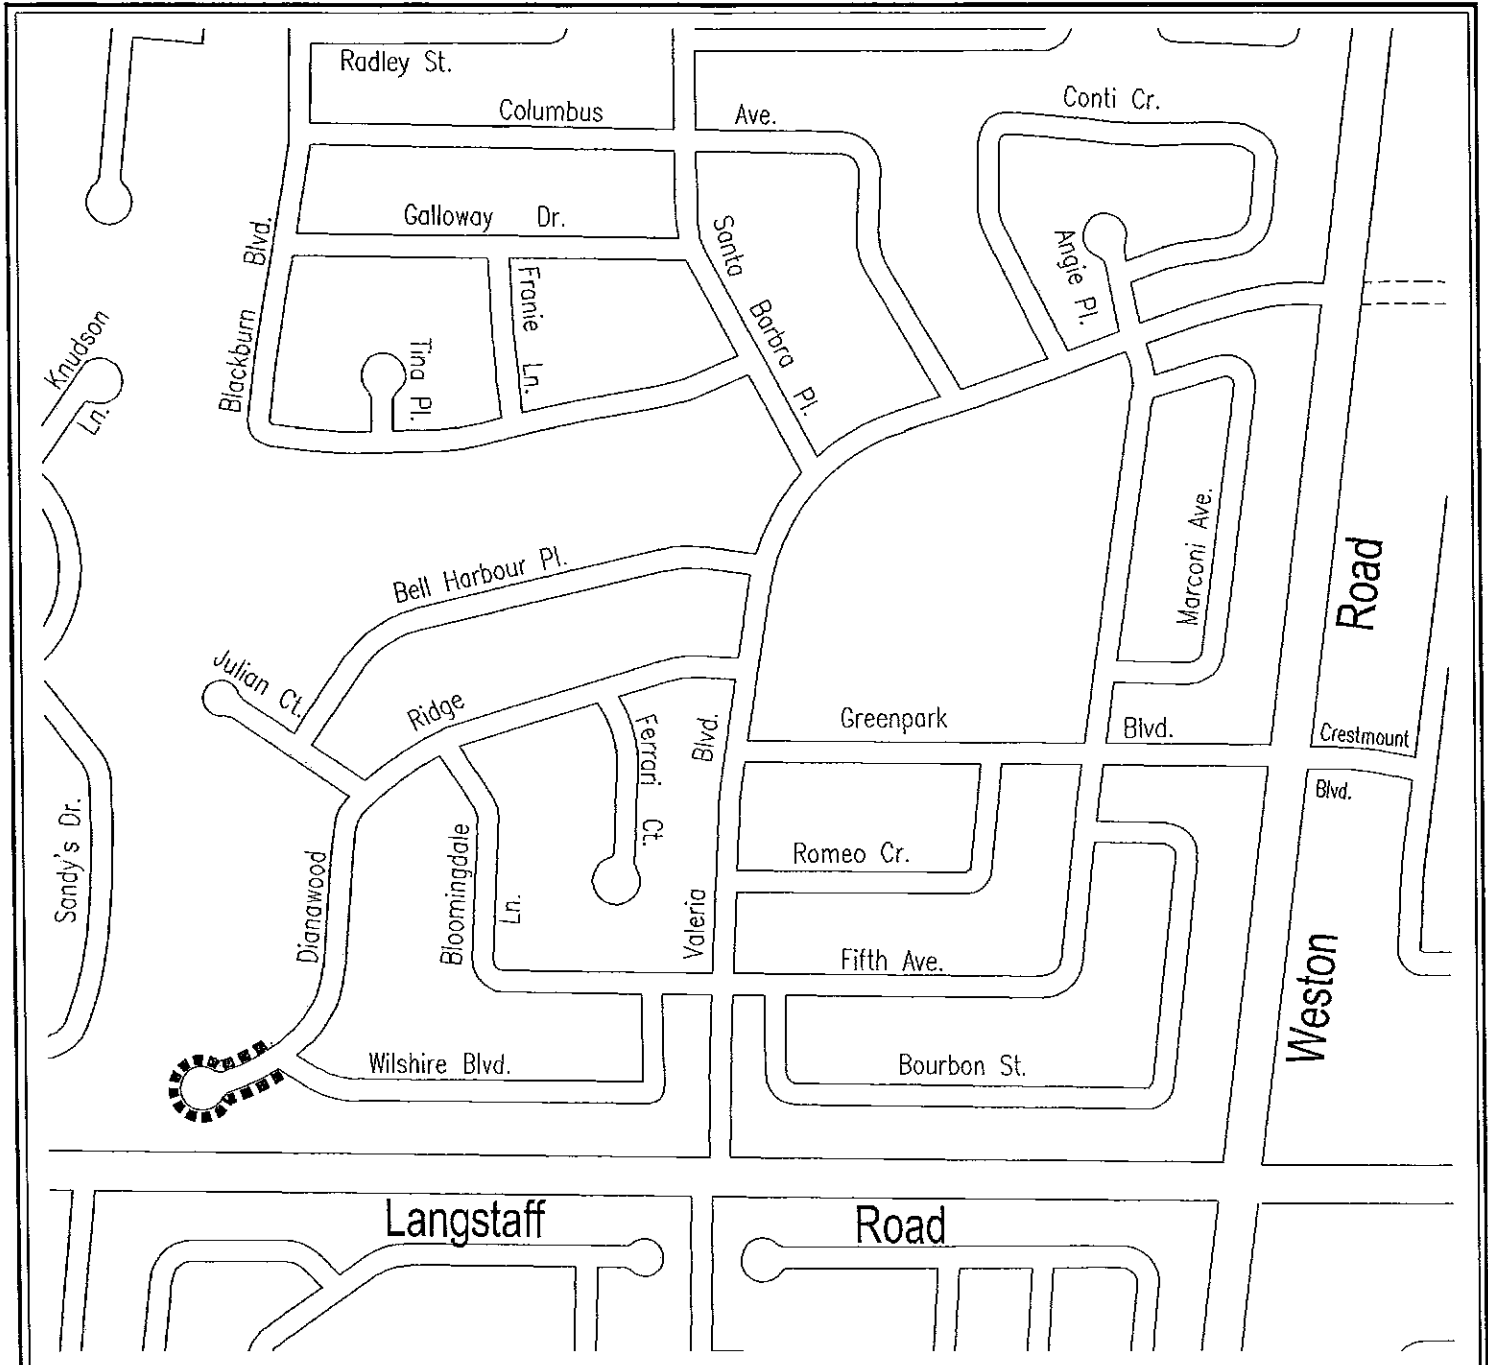 Radley St.
Columbus Ave.
Conti Cr.
Galloway Dr.
Blackburn Blvd.
Santa Barbra Pl.
Angie Pl.
Franie Ln.
Tina Pl.
Knudson Ln.
Marconi Ave.
Bell Harbour Pl.
Julian Ct.
Dianawood Ridge
Ferrari Ct.
Greenpark Blvd.
Crestmount Blvd.
Valeria Blvd.
Weston Road
Sandy's Dr.
Bloomingdale Ln.
Romeo Cr.
Fifth Ave.
Wilshire Blvd.
Bourbon St.
Langstaff Road